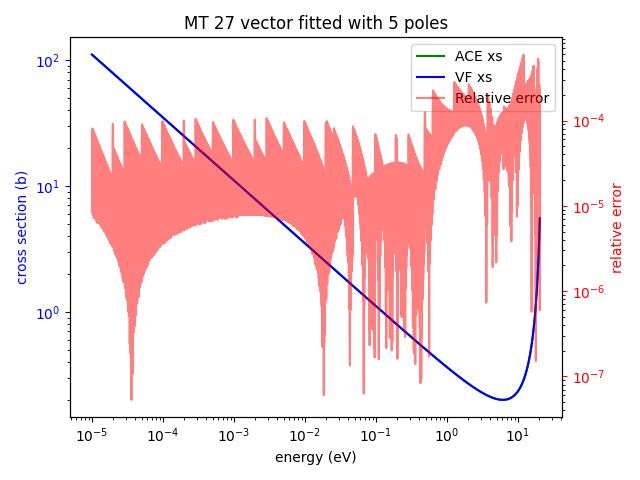 MT 27 vector fitted with 5 poles
ACE xs
VF xs
Relative error
cross section (b)
10²
10¹
10⁰
relative error
10⁻⁴
10⁻⁵
10⁻⁶
10⁻⁷
10⁻⁵ 10⁻⁴ 10⁻³ 10⁻² 10⁻¹ 10⁰ 10¹
energy (eV)